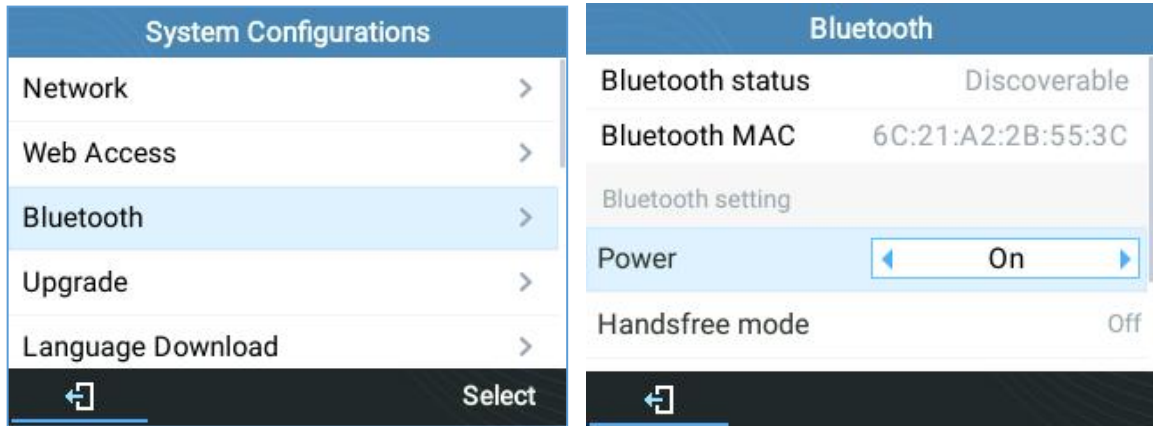 System Configurations
Network
Web Access
Bluetooth
Upgrade
Language Download
Select
Bluetooth
Bluetooth status Discoverable
Bluetooth MAC 6C:21:A2:2B:55:3C
Bluetooth setting
Power On
Handsfree mode Off